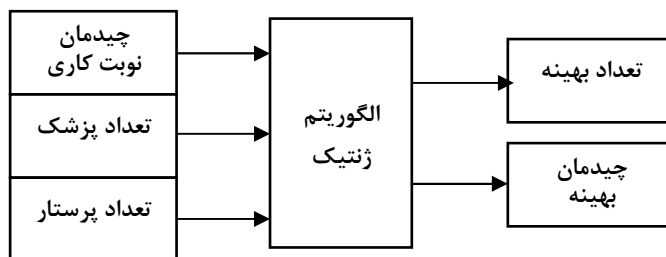 چیدمان
نوبت کاری
تعداد پزشک
تعداد پرستار
الگوریتم
ژنتیک
تعداد بهینه
چیدمان
بهینه